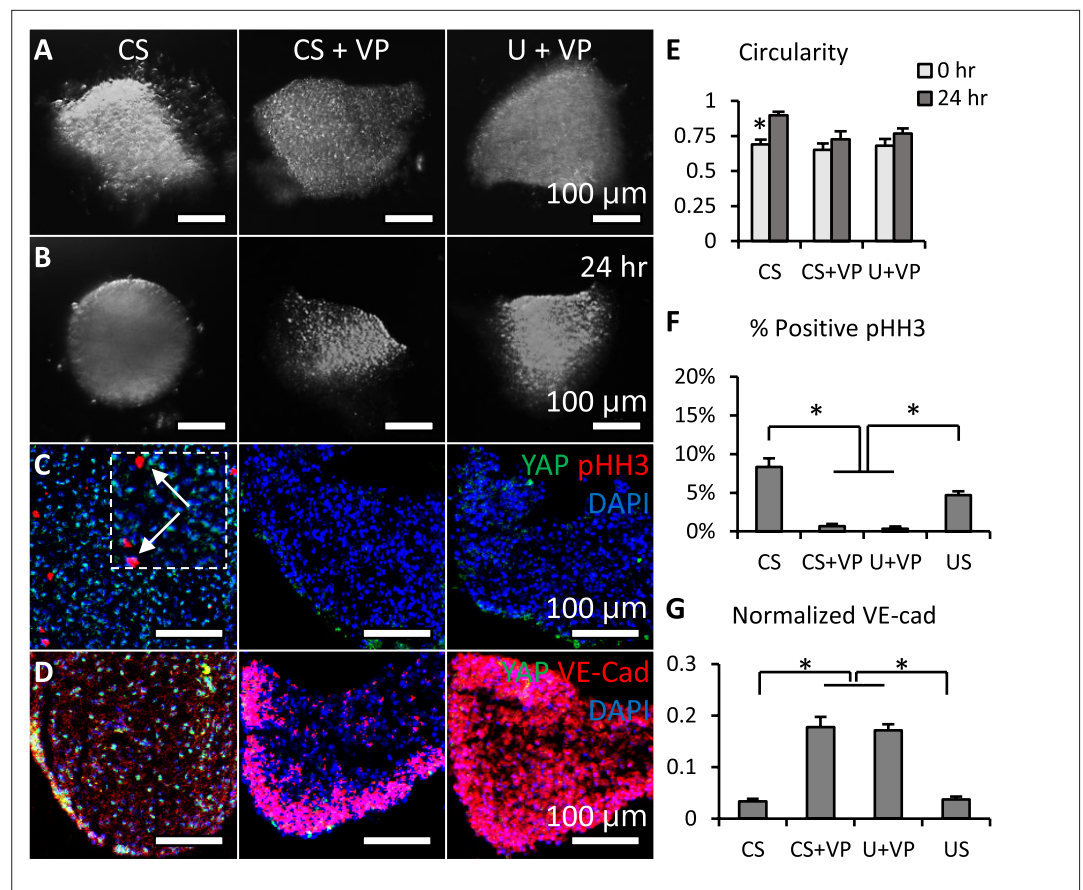 A CS CS + VP U + VP
100 µm
B 24 hr
100 µm
C YAP pHH3
DAPI
100 µm
D YAP VE-Cad
DAPI
100 µm
E Circularity
0 hr
24 hr
1
*
0.75
0.5
0.25
0
CS CS+VP U+VP
F % Positive pHH3
20%
15%
* *
10%
5%
0%
CS CS+VP U+VP US
G Normalized VE-cad
0.3
* *
0.2
0.1
0
CS CS+VP U+VP US